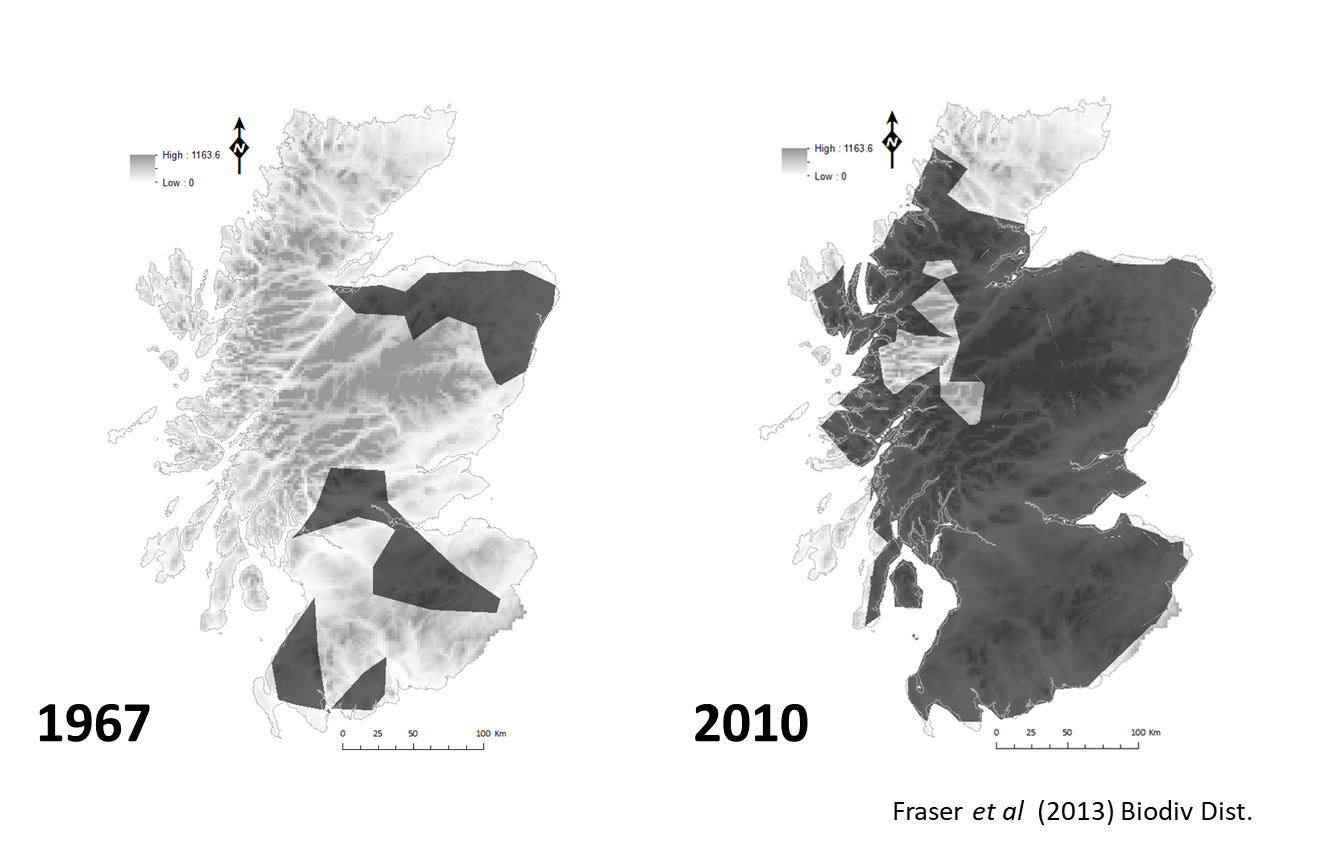 N
High : 1163.6
Low : 0
1967
0 25 50 100 Km
N
High : 1163.6
Low : 0
2010
0 25 50 100 Km
Fraser et al (2013) Biodiv Dist.